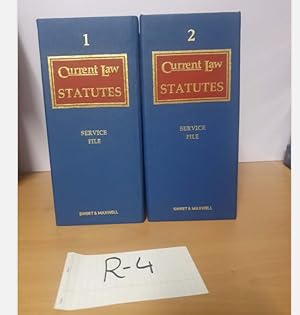 1
Current Law
STATUTES
SERVICE
FILE
SWEET & MAXWELL
2
Current Law
STATUTES
SERVICE
FILE
SWEET & MAXWELL
R-4